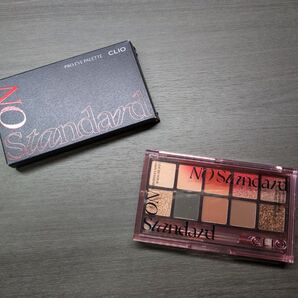 PRO EYE PALETTE CLIO
NO
Standard
NO Standard
NO
Standard